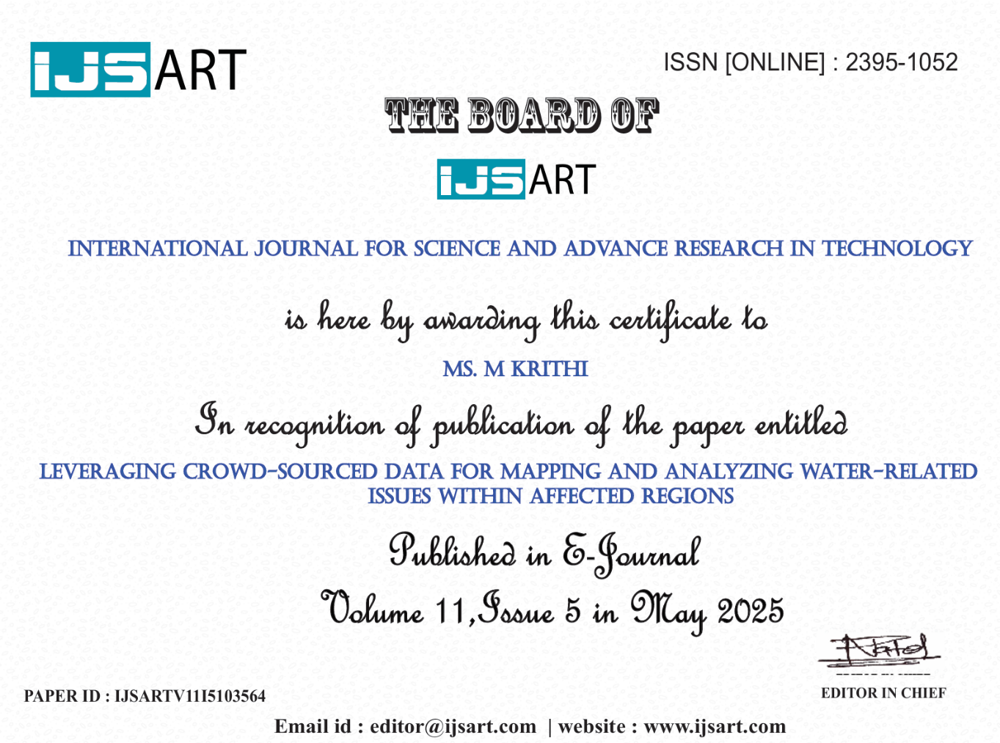 IJSART
ISSN [ONLINE] : 2395-1052
THE BOARD OF
IJSART
INTERNATIONAL JOURNAL FOR SCIENCE AND ADVANCE RESEARCH IN TECHNOLOGY
is here by awarding this certificate to
MS. M KRITHI
In recognition of publication of the paper entitled
LEVERAGING CROWD-SOURCED DATA FOR MAPPING AND ANALYZING WATER-RELATED
ISSUES WITHIN AFFECTED REGIONS
Published in E-Journal
Volume 11,Issue 5 in May 2025
PAPER ID : IJSARTV11I5103564
EDITOR IN CHIEF
Email id : editor@ijsart.com | website : www.ijsart.com